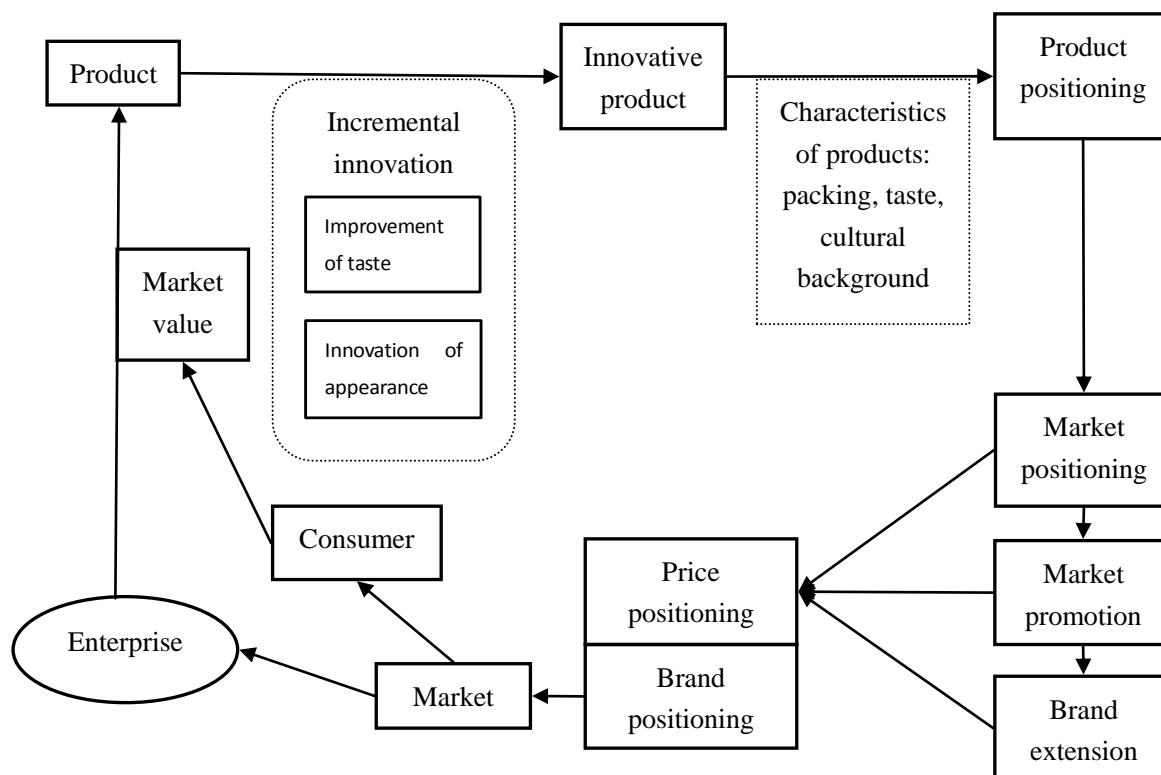 Product
Innovative
product
Product
positioning
Incremental
innovation
Improvement
of taste
Innovation of
appearance
Characteristics
of products:
packing, taste,
cultural
background
Market
value
Market
positioning
Consumer
Price
positioning
Market
promotion
Enterprise
Market
Brand
positioning
Brand
extension